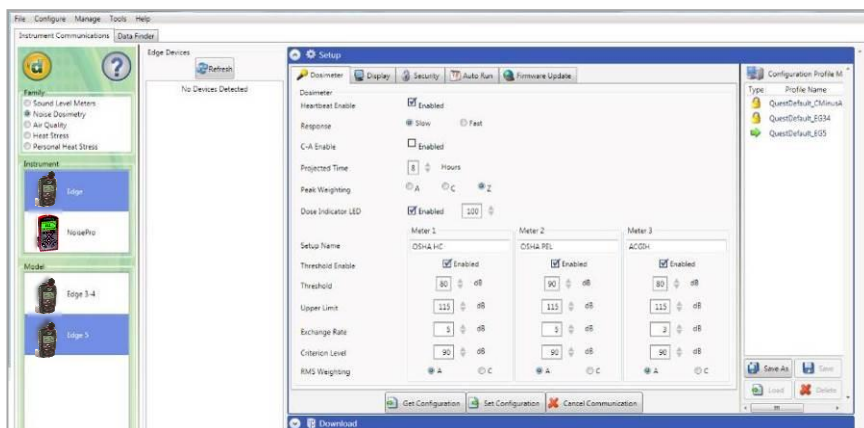 File Configure Manage Tools Help
Instrument Communications Data Finder
Family
Sound Level Meters
Noise Dosimetry
Air Quality
Heat Stress
Personal Heat Stress
Instrument
Edge
NoisePro
Model
Edge 3-4
Edge 5
Edge Devices
Refresh
No Devices Detected
Setup
Dosimeter Display Security Auto Run Firmware Update
Dosimeter
Heartbeat Enable Enabled
Response Slow Fast
C-A Enable Enabled
Projected Time 8 Hours
Peak Weighting A C Z
Dose Indicator LED Enabled 100
Meter 1 Meter 2 Meter 3
Setup Name OSHA HC OSHA PEL ACGIH
Threshold Enable Enabled Enabled Enabled
Threshold 80 dB 90 dB 80 dB
Upper Limit 115 dB 115 dB 115 dB
Exchange Rate 5 dB 5 dB 3 dB
Criterion Level 90 dB 90 dB 90 dB
RMS Weighting A C A C A C
Get Configuration Set Configuration Cancel Communication
Download
Configuration Profile M
Type Profile Name
QuestDefault_CMinusA
QuestDefault_EG34
QuestDefault_EG5
Save As Save
Load Delete